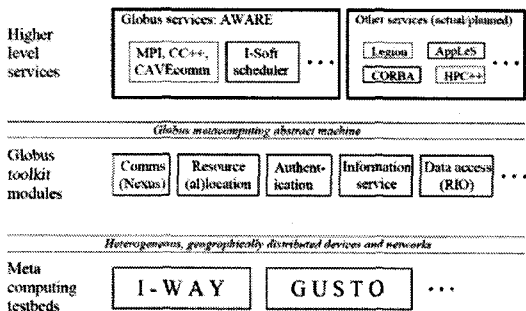 Higher
level
services
Globus services: AWARE
MPI, CC++,
CAVEcomm
I-Soft
scheduler
...
Other services (actual/planned)
Legion
AppLeS
CORBA
HPC++
...
Globus metacomputing abstract machine
Globus
toolkit
modules
Comms
(Nexus)
Resource
(al)location
Authent-
ication
Information
service
Data access
(RIO)
...
Heterogeneous, geographically distributed devices and networks
Meta
computing
testbeds
I-WAY
GUSTO
...